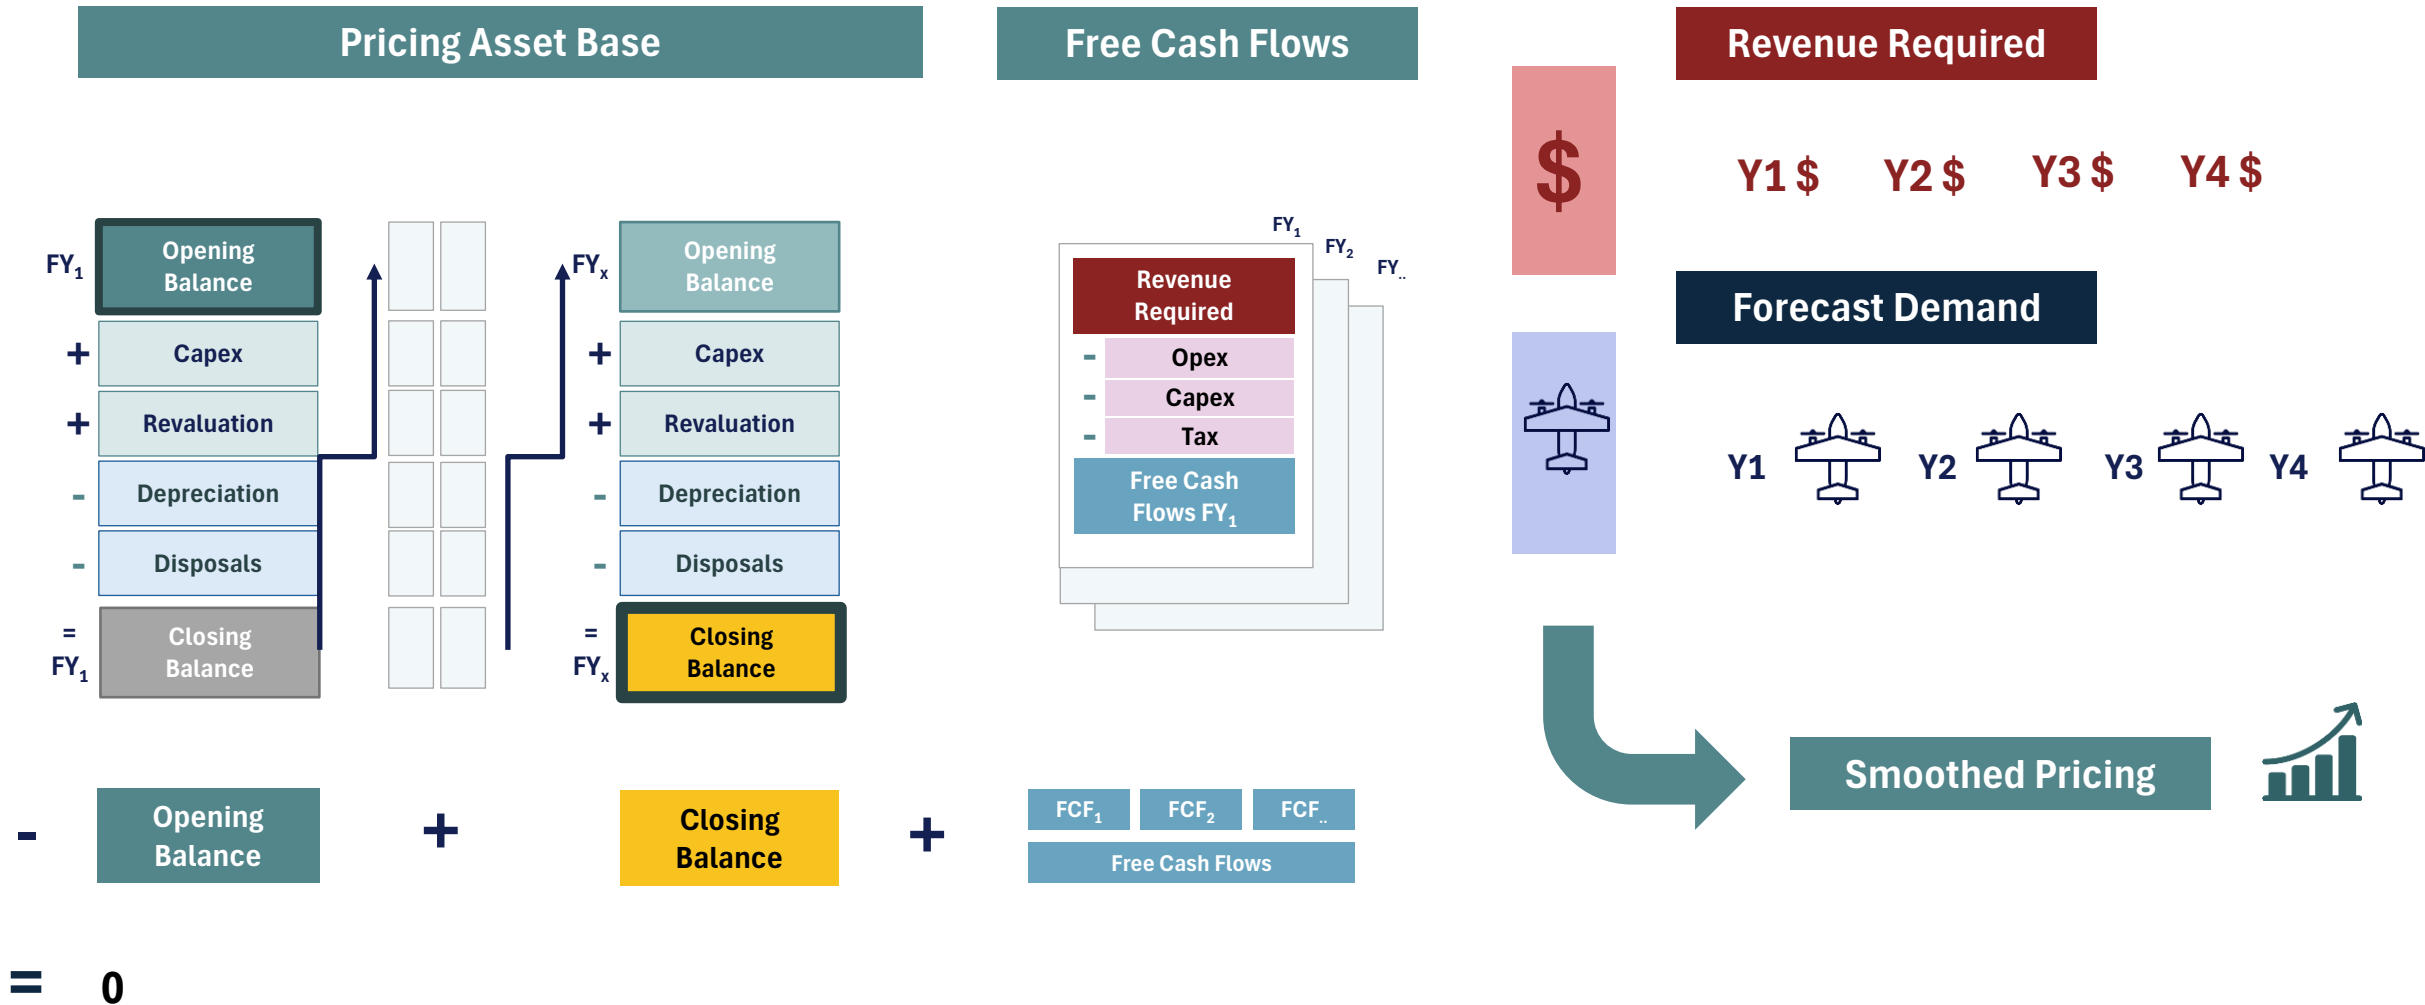 Pricing Asset Base
Free Cash Flows
Revenue Required
$
Y1 $ Y2 $ Y3 $ Y4 $
Forecast Demand
Y1 Y2 Y3 Y4
FY1
Opening
Balance
+ Capex
+ Revaluation
- Depreciation
- Disposals
=
FY1
Closing
Balance
FYx
Opening
Balance
+ Capex
+ Revaluation
- Depreciation
- Disposals
=
FYx
Closing
Balance
FY1
FY2
FY..
Revenue
Required
- Opex
- Capex
- Tax
Free Cash
Flows FY1
Smoothed Pricing
-
Opening
Balance
+
Closing
Balance
+
FCF1 FCF2 FCF..
Free Cash Flows
= 0